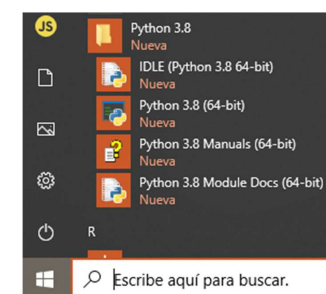 JS
Python 3.8
Nueva
IDLE (Python 3.8 64-bit)
Nueva
Python 3.8 (64-bit)
Nueva
Python 3.8 Manuals (64-bit)
Nueva
Python 3.8 Module Docs (64-bit)
Nueva
R
Escribe aquí para buscar.